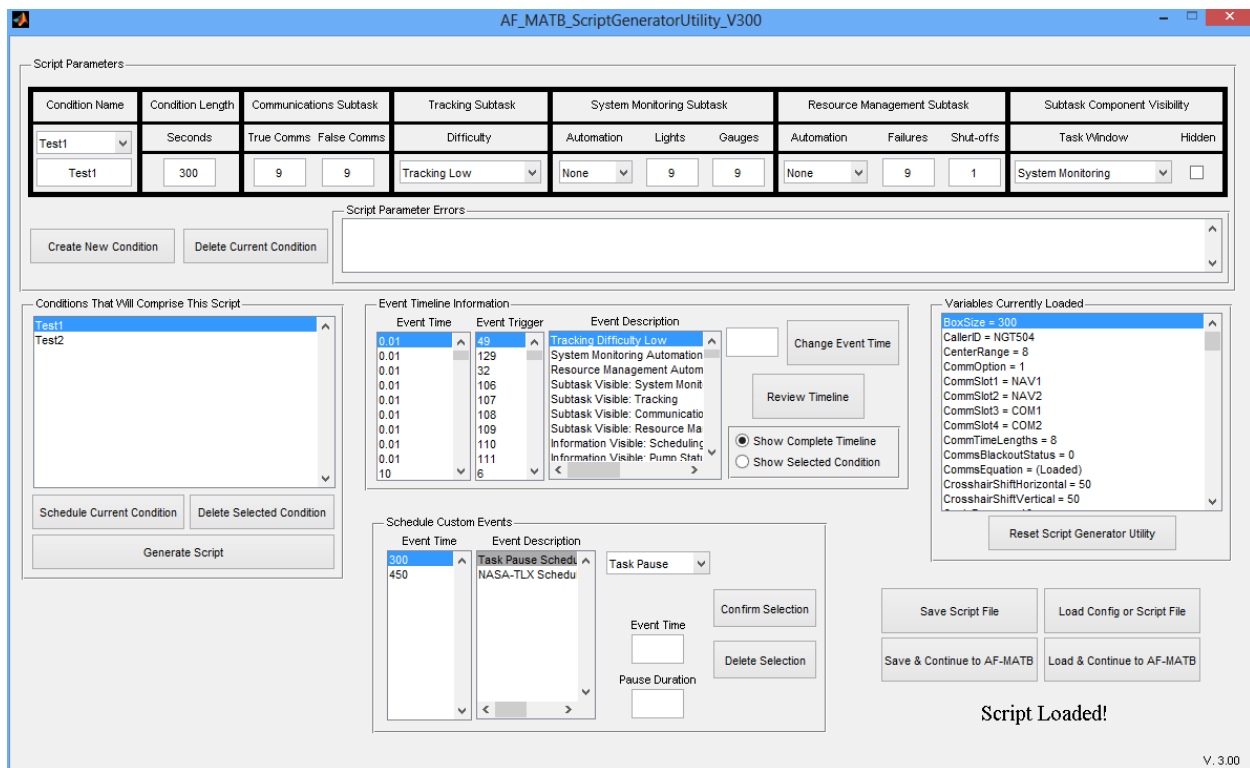 AF_MATB_ScriptGeneratorUtility_V300
Script Parameters
Condition Name Condition Length Communications Subtask Tracking Subtask System Monitoring Subtask Resource Management Subtask Subtask Component Visibility
Test1 Seconds True Comms False Comms Difficulty Automation Lights Gauges Automation Failures Shut-offs Task Window Hidden
Test1 300 9 9 Tracking Low None 9 9 None 9 1 System Monitoring
Script Parameter Errors
Create New Condition Delete Current Condition
Conditions That Will Comprise This Script
Test1
Test2
Schedule Current Condition Delete Selected Condition
Generate Script
Event Timeline Information
Event Time Event Trigger Event Description
0.01 49 Tracking Difficulty Low
0.01 129 System Monitoring Automation
0.01 32 Resource Management Autom
0.01 106 Subtask Visible: System Monit
0.01 107 Subtask Visible: Tracking
0.01 108 Subtask Visible: Communicatio
0.01 109 Subtask Visible: Resource Ma
0.01 110 Information Visible: Scheduling
0.01 111 Information Visible: Pump Stat
10 6
Change Event Time
Review Timeline
Show Complete Timeline
Show Selected Condition
Variables Currently Loaded
BoxSize = 300
CallerID = NGT504
CenterRange = 8
CommOption = 1
CommSlot1 = NAV1
CommSlot2 = NAV2
CommSlot3 = COM1
CommSlot4 = COM2
CommTimeLengths = 8
CommsBlackoutStatus = 0
CommsEquation = (Loaded)
CrosshairShiftHorizontal = 50
CrosshairShiftVertical = 50
Reset Script Generator Utility
Schedule Custom Events
Event Time Event Description
300 Task Pause Schedu
450 NASA-TLX Schedu
Task Pause
Event Time
Pause Duration
Confirm Selection
Delete Selection
Save Script File Load Config or Script File
Save & Continue to AF-MATB Load & Continue to AF-MATB
Script Loaded!
V. 3.00